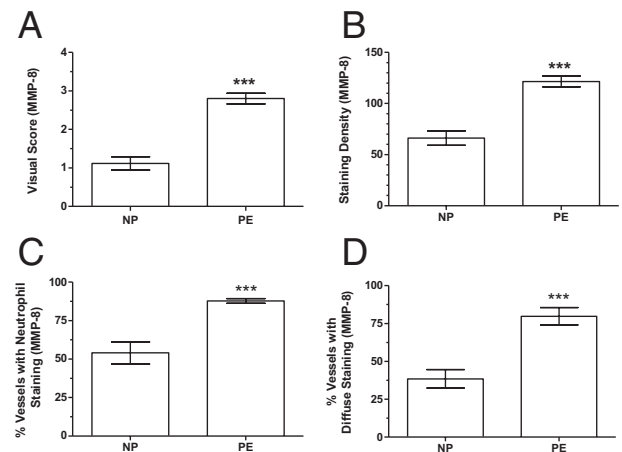 A
Visual Score (MMP-8)
4
3
2
1
0
***
NP
PE
B
Staining Density (MMP-8)
150
100
50
0
***
NP
PE
C
% Vessels with Neutrophil
Staining (MMP-8)
100
75
50
25
0
***
NP
PE
D
% Vessels with
Diffuse Staining (MMP-8)
100
75
50
25
0
***
NP
PE